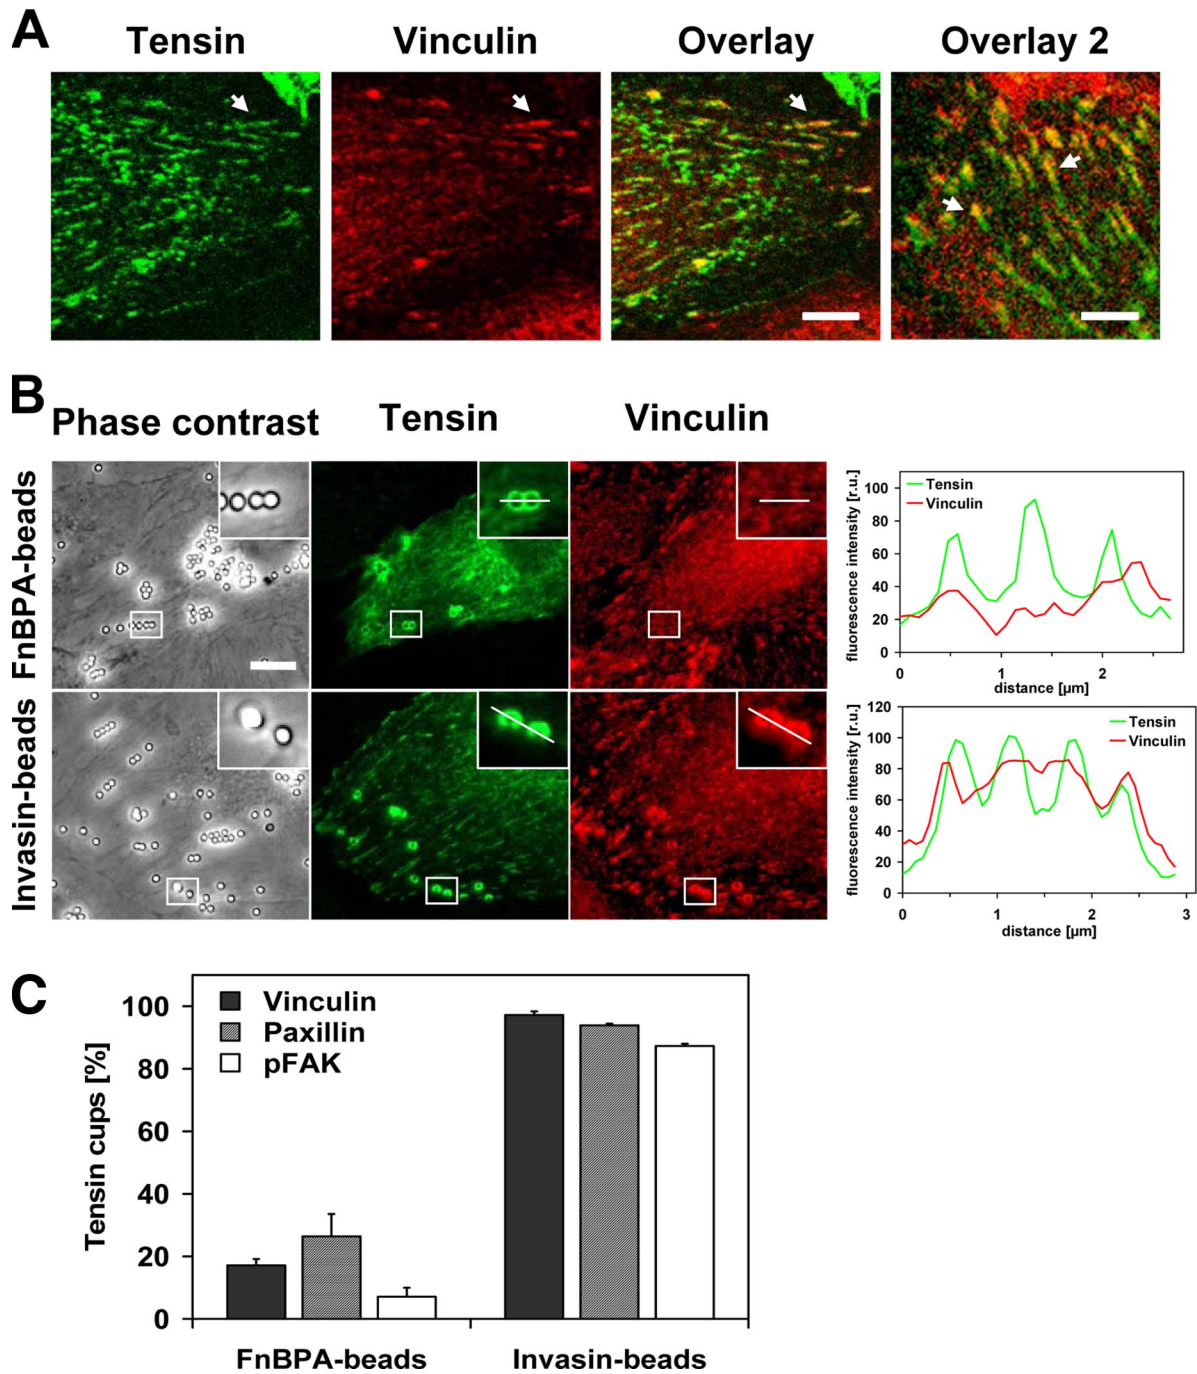 A
Tensin
Vinculin
Overlay
Overlay 2
B
Phase contrast
Tensin
Vinculin
FnBPA-beads
Invasin-beads
fluorescence intensity [r.u.]
100
80
60
40
20
0
Tensin
Vinculin
0
1
2
distance [µm]
fluorescence intensity [r.u.]
120
100
80
60
40
20
0
Tensin
Vinculin
0
1
2
3
distance [µm]
C
Tensin cups [%]
100
80
60
40
20
0
Vinculin
Paxillin
pFAK
FnBPA-beads
Invasin-beads